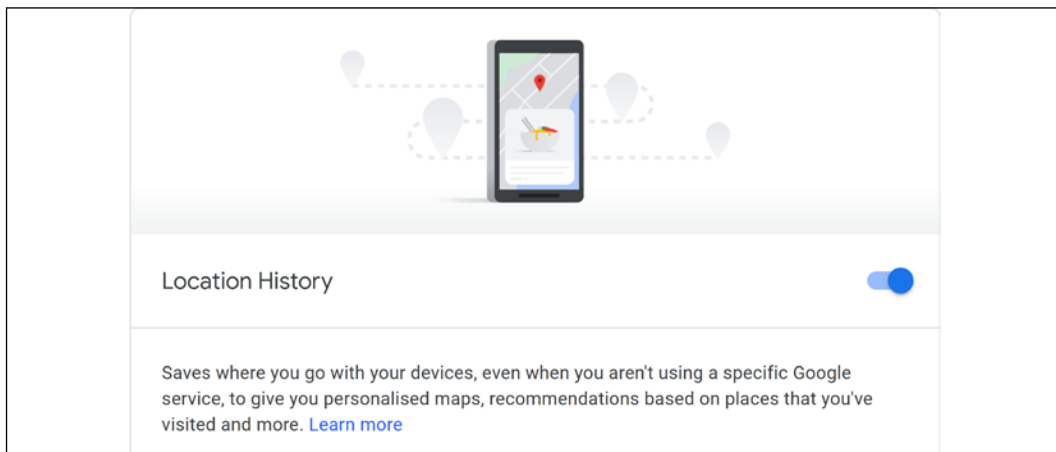 Location History
Saves where you go with your devices, even when you aren't using a specific Google
service, to give you personalised maps, recommendations based on places that you've
visited and more. Learn more